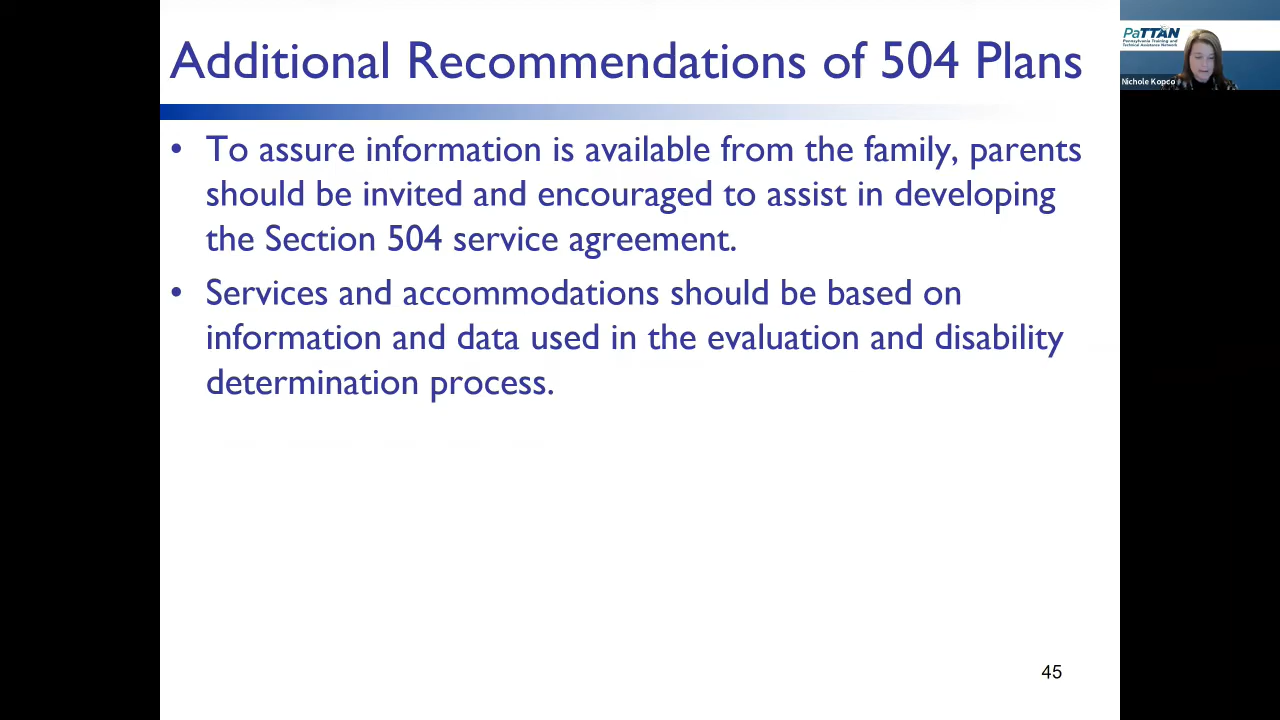 Additional Recommendations of 504 Plans
PaTTAN
Pennsylvania Training and
Technical Assistance Network
Nichole Kopco
• To assure information is available from the family, parents
should be invited and encouraged to assist in developing
the Section 504 service agreement.
• Services and accommodations should be based on
information and data used in the evaluation and disability
determination process.
45